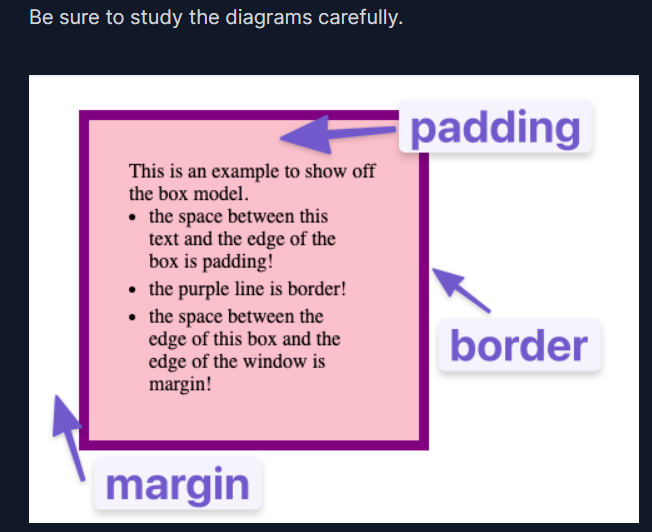 Be sure to study the diagrams carefully.
padding
This is an example to show off
the box model.
• the space between this
text and the edge of the
box is padding!
• the purple line is border!
• the space between the
edge of this box and the
edge of the window is
margin!
border
margin